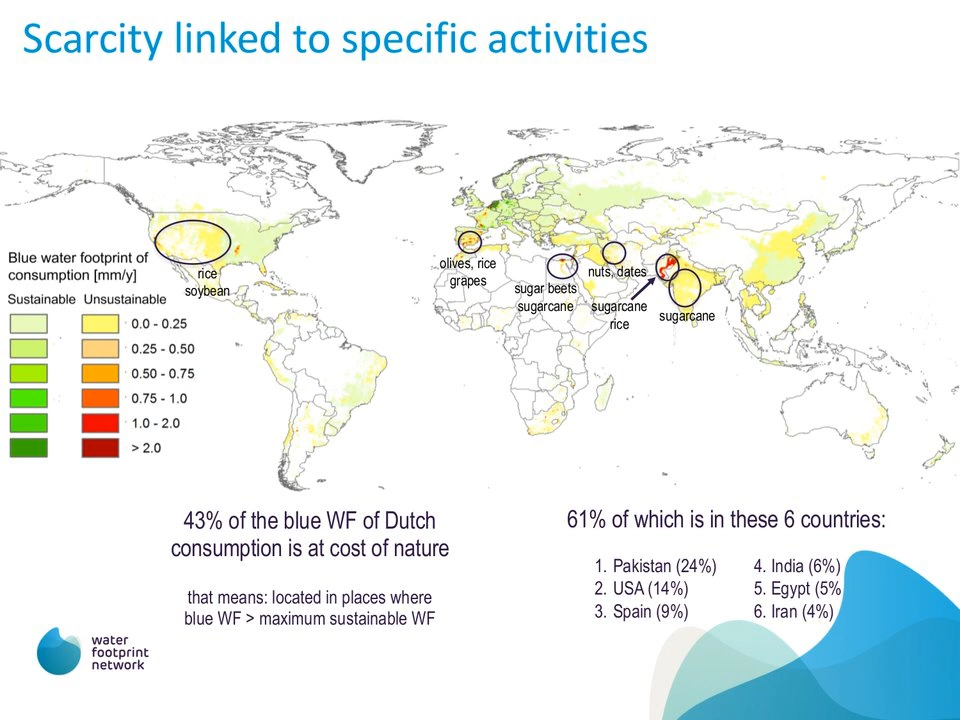 Scarcity linked to specific activities
Blue water footprint of
consumption [mm/y]
Sustainable Unsustainable
0.0 - 0.25
0.25 - 0.50
0.50 - 0.75
0.75 - 1.0
1.0 - 2.0
> 2.0
rice
soybean
olives, rice
grapes
sugar beets
sugarcane
nuts, dates
sugarcane
rice
sugarcane
43% of the blue WF of Dutch
consumption is at cost of nature
that means: located in places where
blue WF > maximum sustainable WF
61% of which is in these 6 countries:
1. Pakistan (24%)
2. USA (14%)
3. Spain (9%)
4. India (6%)
5. Egypt (5%
6. Iran (4%)
water
footprint
network